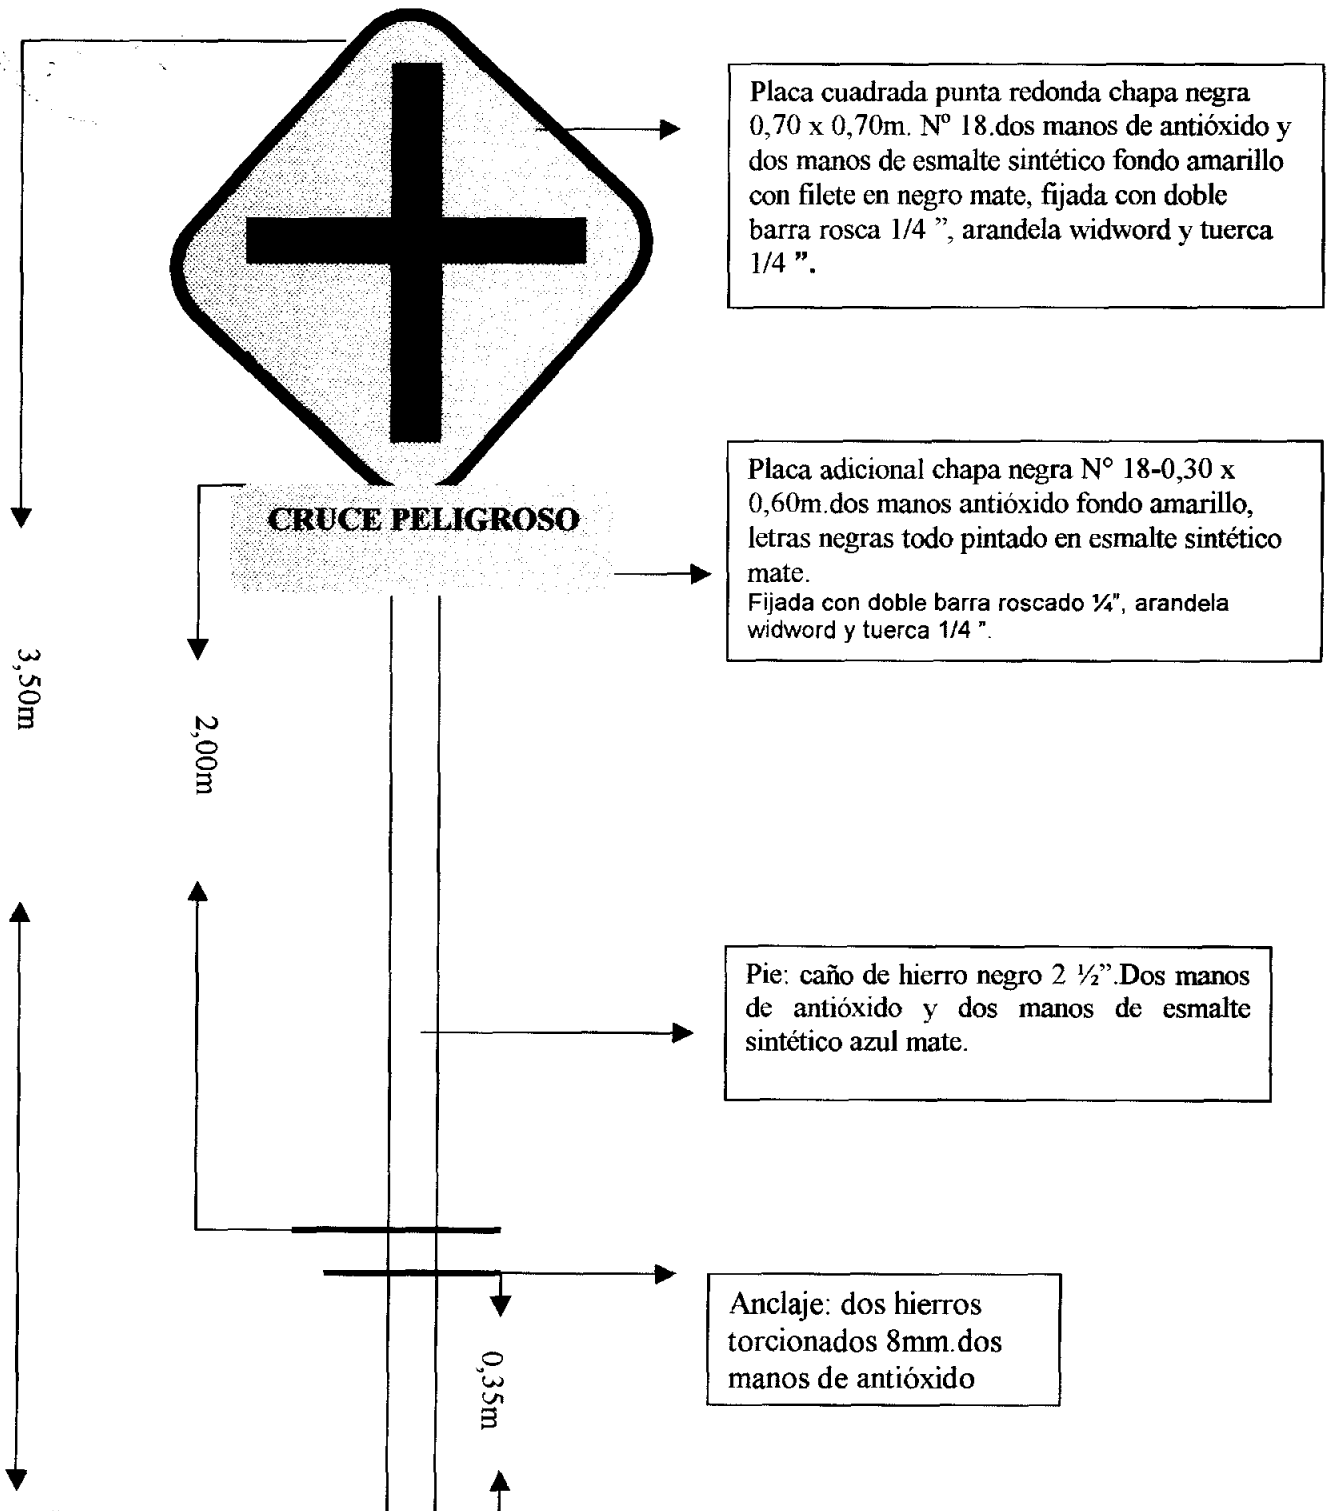 Placa cuadrada punta redonda chapa negra
0,70 x 0,70m. Nº 18.dos manos de antióxido y
dos manos de esmalte sintético fondo amarillo
con filete en negro mate, fijada con doble
barra rosca 1/4 ”, arandela widword y tuerca
1/4 ”.
CRUCE PELIGROSO
Placa adicional chapa negra N° 18-0,30 x
0,60m.dos manos antióxido fondo amarillo,
letras negras todo pintado en esmalte sintético
mate.
Fijada con doble barra roscado ¼”, arandela
widword y tuerca 1/4 ”.
3,50m
2,00m
Pie: caño de hierro negro 2 ½”.Dos manos
de antióxido y dos manos de esmalte
sintético azul mate.
Anclaje: dos hierros
torcionados 8mm.dos
manos de antióxido
0,35m